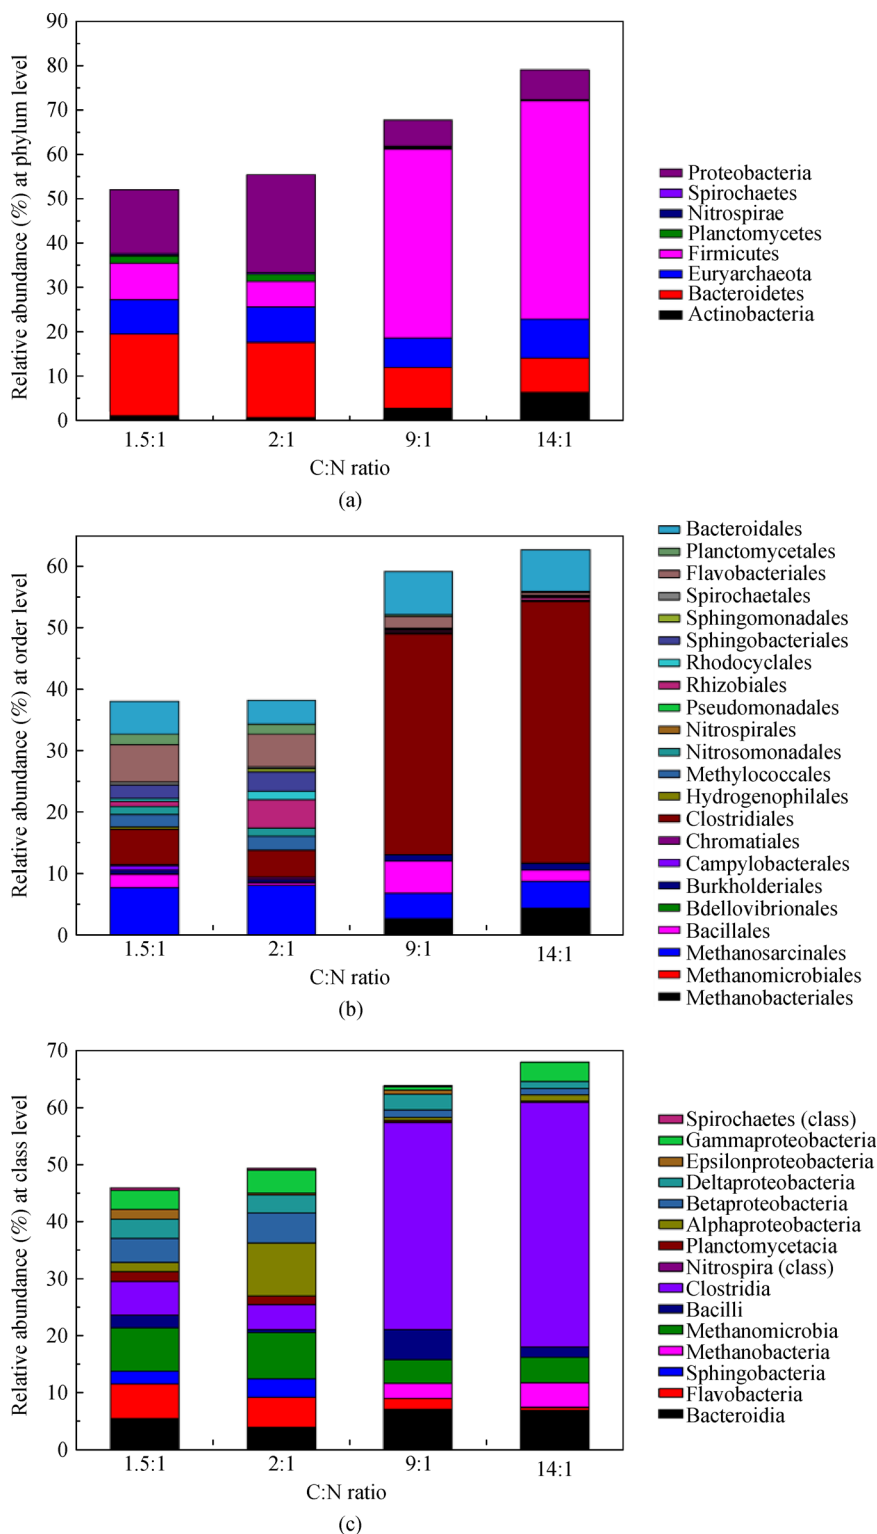 Relative abundance (%) at phylum level
90
80
70
60
50
40
30
20
10
0
1.5:1
2:1
9:1
14:1
C:N ratio
(a)
Proteobacteria
Spirochaetes
Nitrospirae
Planctomycetes
Firmicutes
Euryarchaeota
Bacteroidetes
Actinobacteria
Relative abundance (%) at order level
60
50
40
30
20
10
0
1.5:1
2:1
9:1
14:1
C:N ratio
(b)
Bacteroidales
Planctomycetales
Flavobacteriales
Spirochaetales
Sphingomonadales
Sphingobacteriales
Rhodocyclales
Rhizobiales
Pseudomonadales
Nitrospirales
Nitrosomonadales
Methylococcales
Hydrogenophilales
Clostridiales
Chromatiales
Campylobacterales
Burkholderiales
Bdellovibrionales
Bacillales
Methanosarcinales
Methanomicrobiales
Methanobacteriales
Relative abundance (%) at class level
70
60
50
40
30
20
10
0
1.5:1
2:1
9:1
14:1
C:N ratio
(c)
Spirochaetes (class)
Gammaproteobacteria
Epsilonproteobacteria
Deltaproteobacteria
Betaproteobacteria
Alphaproteobacteria
Planctomycetacia
Nitrospira (class)
Clostridia
Bacilli
Methanomicrobia
Methanobacteria
Sphingobacteria
Flavobacteria
Bacteroidia